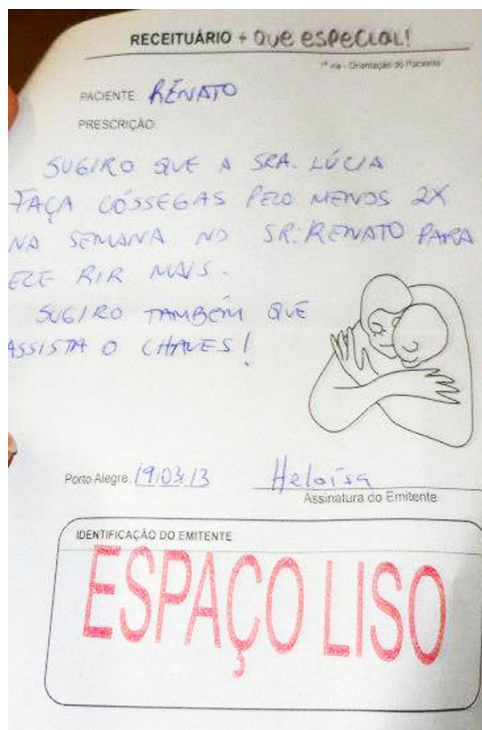 RECEITUÁRIO + QUE ESPECIAL!
1ª via - Orientação do Paciente
PACIENTE: RENATO
PRESCRIÇÃO:
SUGIRO QUE A SRA. LÚCIA
FAÇA CÓSSEGAS PELO MENOS 2X
NA SEMANA NO SR. RENATO PARA
ELE RIR MAIS.
SUGIRO TAMBÉM QUE
ASSISTA O CHAVES!
Porto Alegre, 19/03/13 Heloísa
Assinatura do Emitente
IDENTIFICAÇÃO DO EMITENTE
ESPAÇO LISO